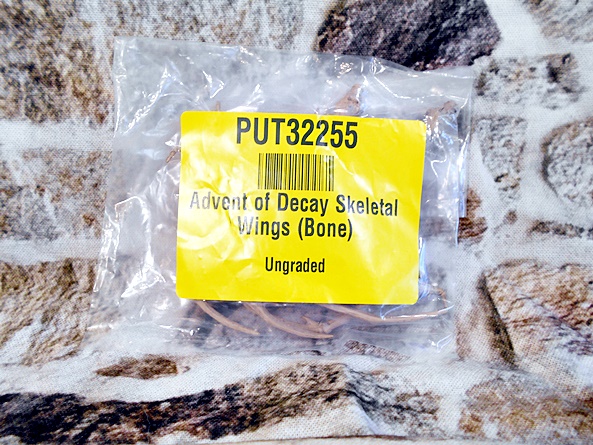 PUT32255
Advent of Decay Skeletal
Wings (Bone)
Ungraded